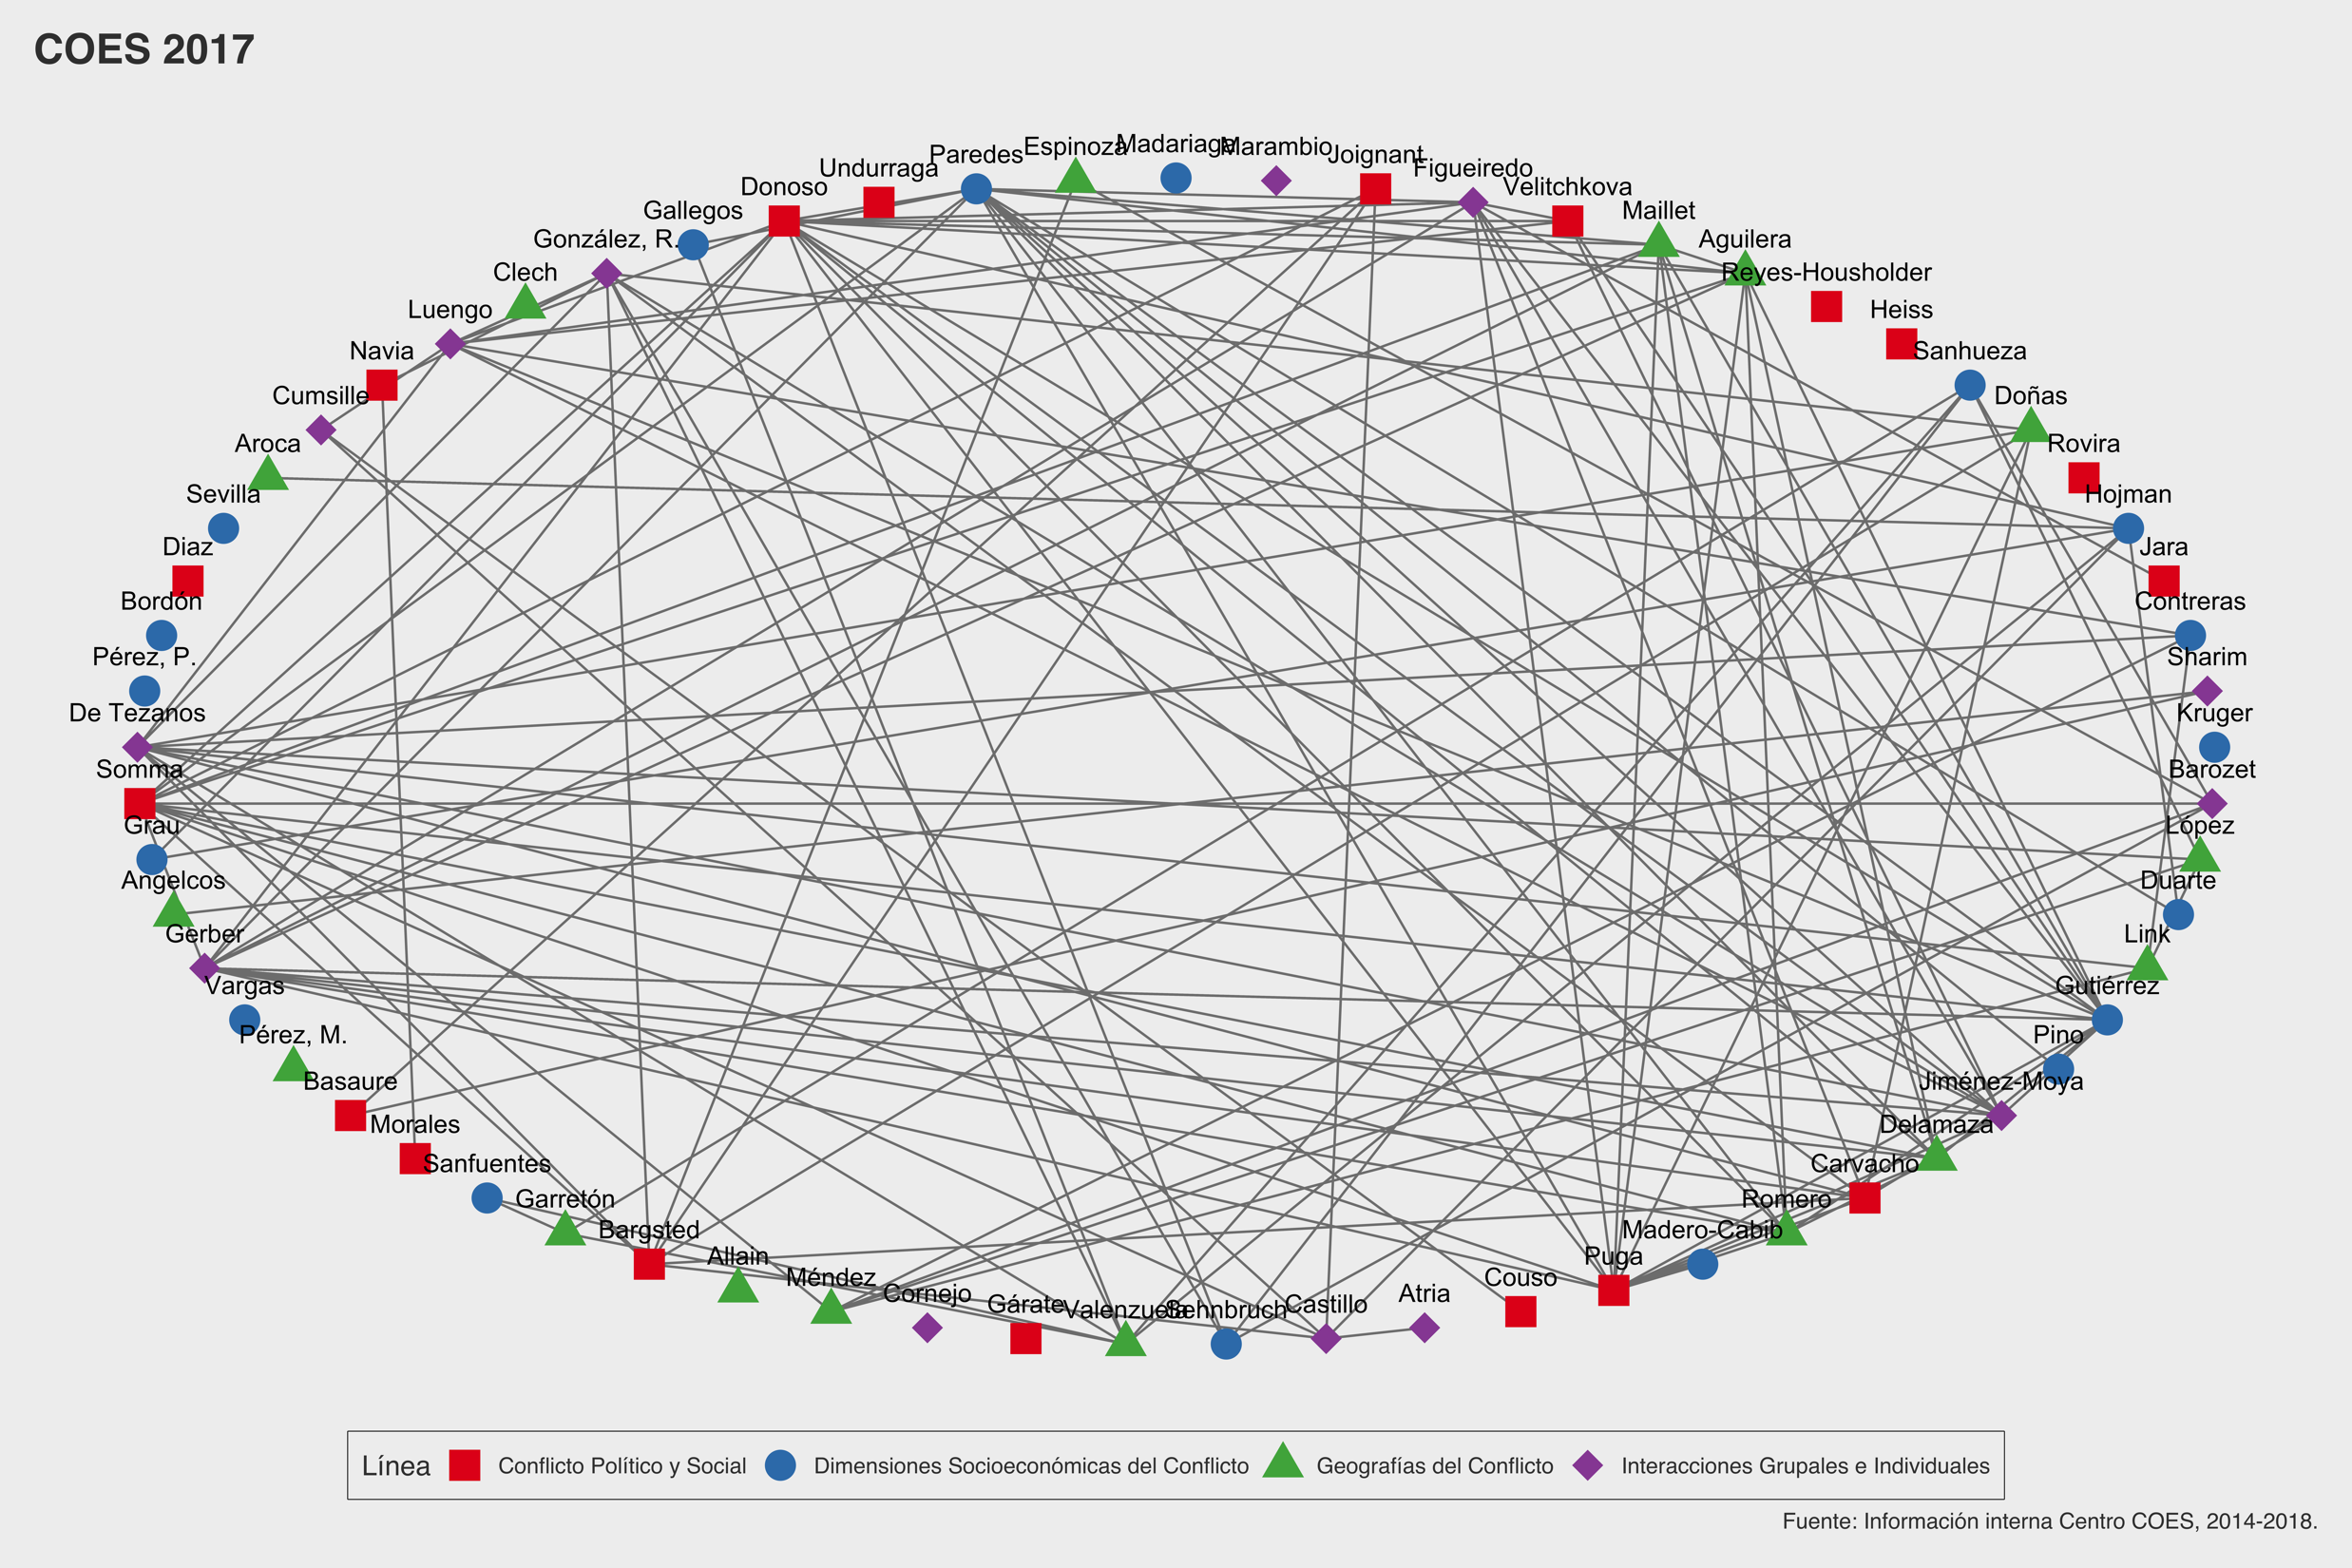 COES 2017
Madariaga
Espinoza
Marambio
Joignant
Paredes
Figueiredo
Undurraga
Velitchkova
Donoso
Maillet
Gallegos
Aguilera
González, R.
Reyes-Housholder
Clech
Heiss
Luengo
Sanhueza
Navia
Doñas
Cumsille
Rovira
Aroca
Hojman
Sevilla
Jara
Diaz
Contreras
Bordón
Sharim
Pérez, P.
Kruger
De Tezanos
Barozet
Somma
López
Grau
Duarte
Angelcos
Link
Gerber
Gutiérrez
Vargas
Pino
Pérez, M.
Jiménez-Moya
Basaure
Delamaza
Morales
Carvacho
Sanfuentes
Romero
Garretón
Madero-Cabib
Bargsted
Puga
Allain
Couso
Méndez
Atria
Cornejo
Castillo
Gárate
Sehnbruch
Valenzuela
Línea
Conflicto Político y Social
Dimensiones Socioeconómicas del Conflicto
Geografías del Conflicto
Interacciones Grupales e Individuales
Fuente: Información interna Centro COES, 2014-2018.